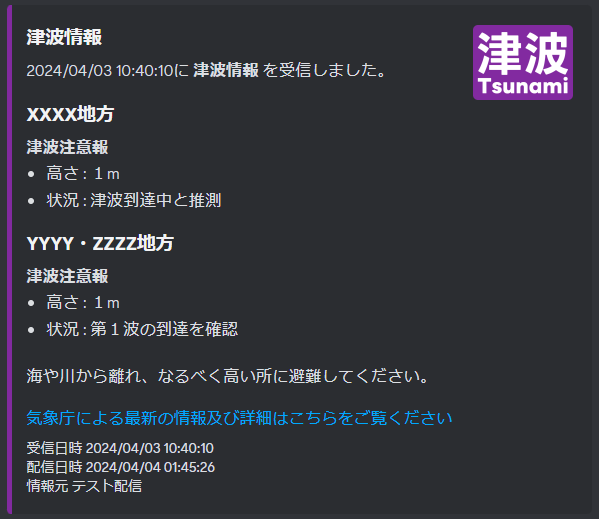 津波情報
津波
Tsunami
2024/04/03 10:40:10に 津波情報 を受信しました。
XXXX地方
津波注意報
• 高さ : １m
• 状況 : 津波到達中と推測
YYYY・ZZZZ地方
津波注意報
• 高さ : １m
• 状況 : 第１波の到達を確認
海や川から離れ、なるべく高い所に避難してください。
気象庁による最新の情報及び詳細はこちらをご覧ください
受信日時 2024/04/03 10:40:10
配信日時 2024/04/04 01:45:26
情報元 テスト配信